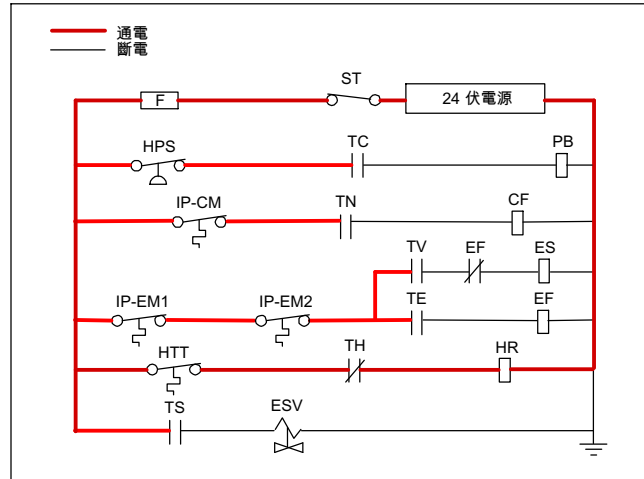 通電
斷電
ST
F
24 伏電源
HPS
TC
PB
IP-CM
TN
CF
TV
EF
ES
IP-EM1
IP-EM2
TE
EF
HTT
TH
HR
TS
ESV